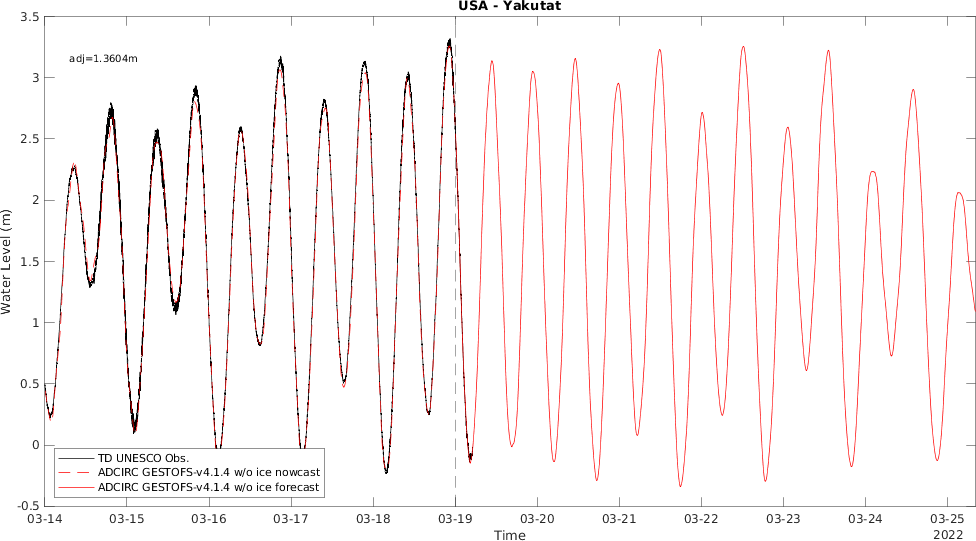 USA - Yakutat
3.5
adj=1.3604m
3
2.5
2
1.5
1
0.5
0
-0.5
Water Level (m)
TD UNESCO Obs.
ADCIRC GESTOFS-v4.1.4 w/o ice nowcast
ADCIRC GESTOFS-v4.1.4 w/o ice forecast
03-14 03-15 03-16 03-17 03-18 03-19 03-20 03-21 03-22 03-23 03-24 03-25
Time 2022